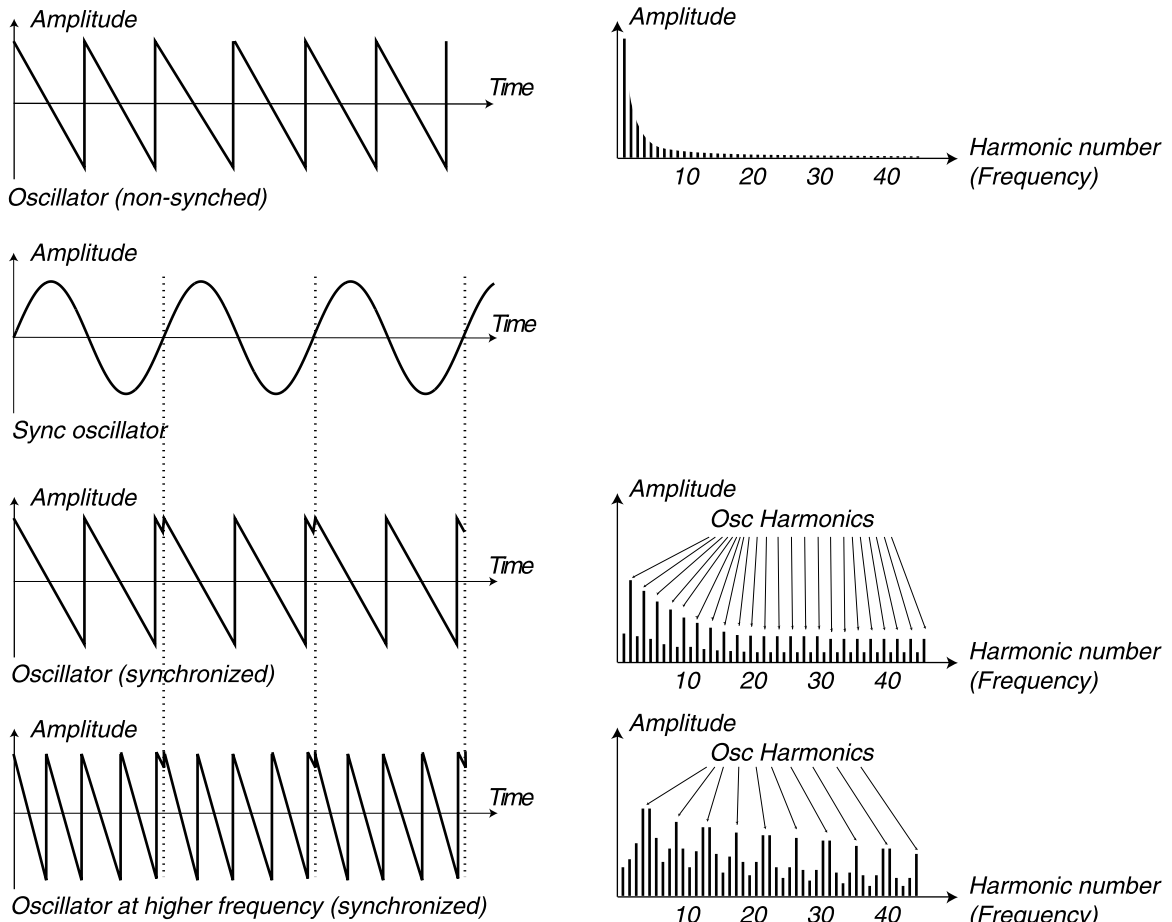 Amplitude
Time
Oscillator (non-synched)
Amplitude
Harmonic number
(Frequency)
10 20 30 40
Amplitude
Time
Sync oscillator
Amplitude
Time
Oscillator (synchronized)
Amplitude
Osc Harmonics
Harmonic number
(Frequency)
10 20 30 40
Amplitude
Time
Oscillator at higher frequency (synchronized)
Amplitude
Osc Harmonics
Harmonic number
(Frequency)
10 20 30 40